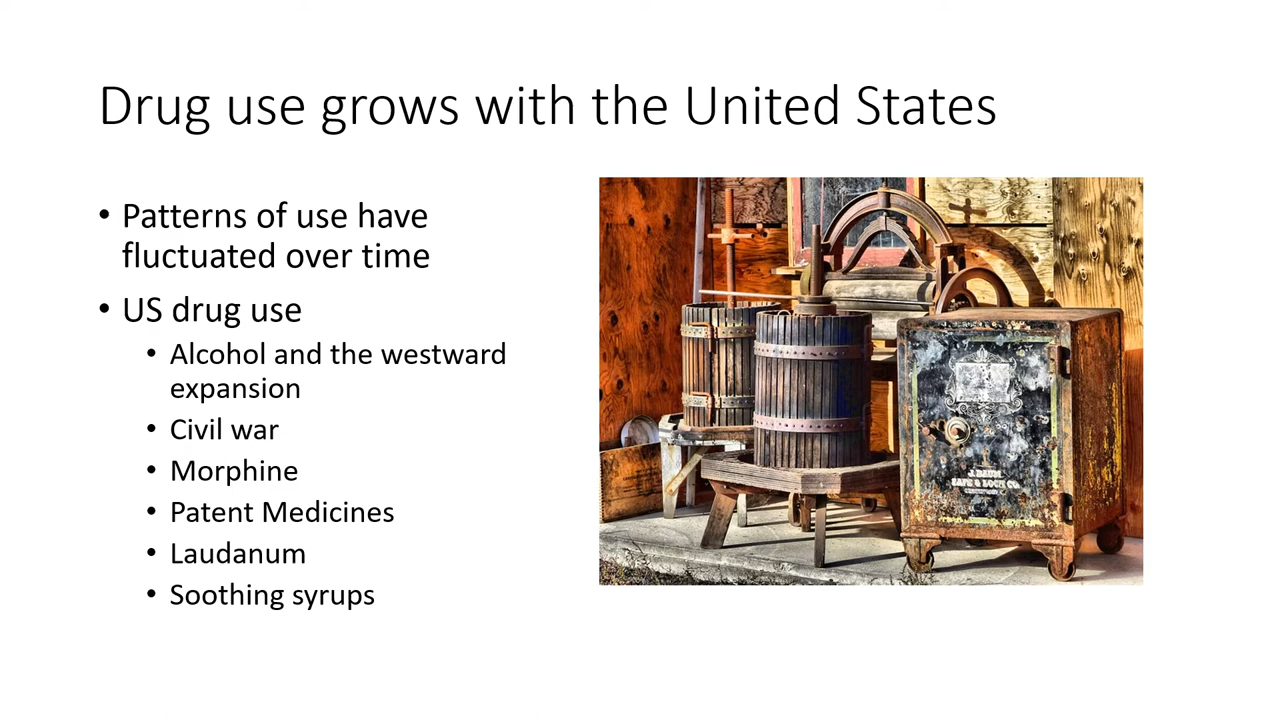 Drug use grows with the United States
• Patterns of use have
fluctuated over time
• US drug use
• Alcohol and the westward
expansion
• Civil war
• Morphine
• Patent Medicines
• Laudanum
• Soothing syrups
J. BAUM
SAFE & LOCK CO.